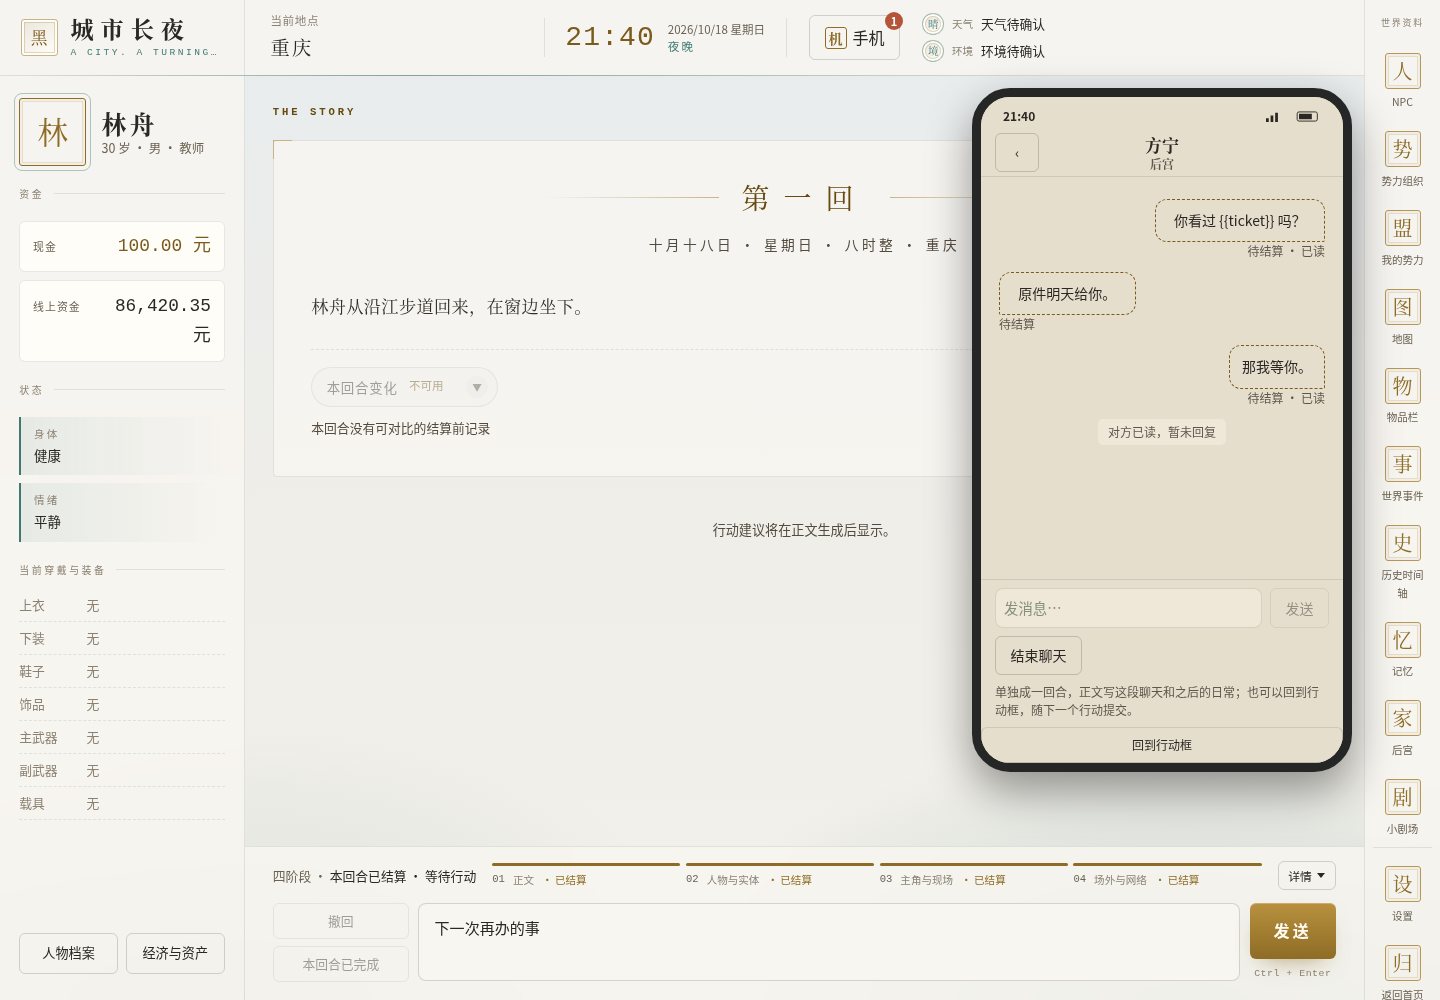 黑
城市长夜
A CITY. A TURNING…
当前地点
重庆
21:40
2026/10/18 星期日
夜晚
机 手机
1
晴 天气 天气待确认
境 环境 环境待确认
林
林舟
30 岁 · 男 · 教师
资金
现金 100.00 元
线上资金 86,420.35
元
状态
身体
健康
情绪
平静
当前穿戴与装备
上衣 无
下装 无
鞋子 无
饰品 无
主武器 无
副武器 无
载具 无
人物档案 经济与资产
THE STORY
第一回
十月十八日 · 星期日 · 八时整 · 重庆
林舟从沿江步道回来，在窗边坐下。
本回合变化 不可用 ▼
本回合没有可对比的结算前记录
行动建议将在正文生成后显示。
21:40
‹
方宁
后宫
你看过 {{ticket}} 吗？
待结算 · 已读
原件明天给你。
待结算
那我等你。
待结算 · 已读
对方已读，暂未回复
发消息… 发送
结束聊天
单独成一回合，正文写这段聊天和之后的日常；也可以回到行
动框，随下一个行动提交。
回到行动框
四阶段 · 本回合已结算 · 等待行动
01 正文 · 已结算
02 人物与实体 · 已结算
03 主角与现场 · 已结算
04 场外与网络 · 已结算
详情
撤回
本回合已完成
下一次再办的事
发送
Ctrl + Enter
世界资料
人
NPC
势
势力组织
盟
我的势力
图
地图
物
物品栏
事
世界事件
史
历史时间
轴
忆
记忆
家
后宫
剧
小剧场
设
设置
归
返回首页